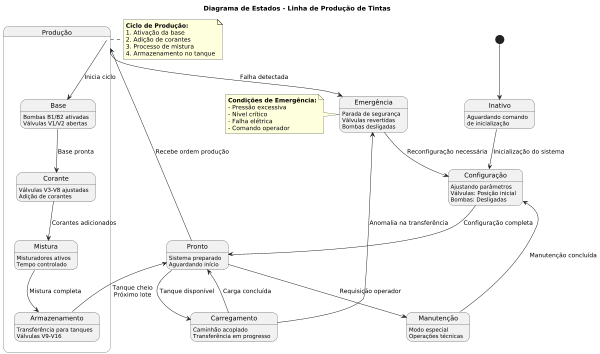 Diagrama de Estados - Linha de Produção de Tintas
Produção
Ciclo de Produção:
1. Ativação da base
2. Adição de corantes
3. Processo de mistura
4. Armazenamento no tanque
Inicia ciclo
Falha detectada
Base
Bombas B1/B2 ativadas
Válvulas V1/V2 abertas
Condições de Emergência:
- Pressão excessiva
- Nível crítico
- Falha elétrica
- Comando operador
Emergência
Parada de segurança
Válvulas revertidas
Bombas desligadas
Inativo
Aguardando comando
de inicialização
Base pronta
Recebe ordem produção
Reconfiguração necessária
Inicialização do sistema
Corante
Válvulas V3-V8 ajustadas
Adição de corantes
Configuração
Ajustando parâmetros
Válvulas: Posição inicial
Bombas: Desligadas
Corantes adicionados
Anomalia na transferência
Configuração completa
Mistura
Misturadores ativos
Tempo controlado
Pronto
Sistema preparado
Aguardando início
Manutenção concluída
Mistura completa
Tanque cheio
Próximo lote
Tanque disponível
Carga concluída
Requisição operador
Armazenamento
Transferência para tanques
Válvulas V9-V16
Carregamento
Caminhão acoplado
Transferência em progresso
Manutenção
Modo especial
Operações técnicas